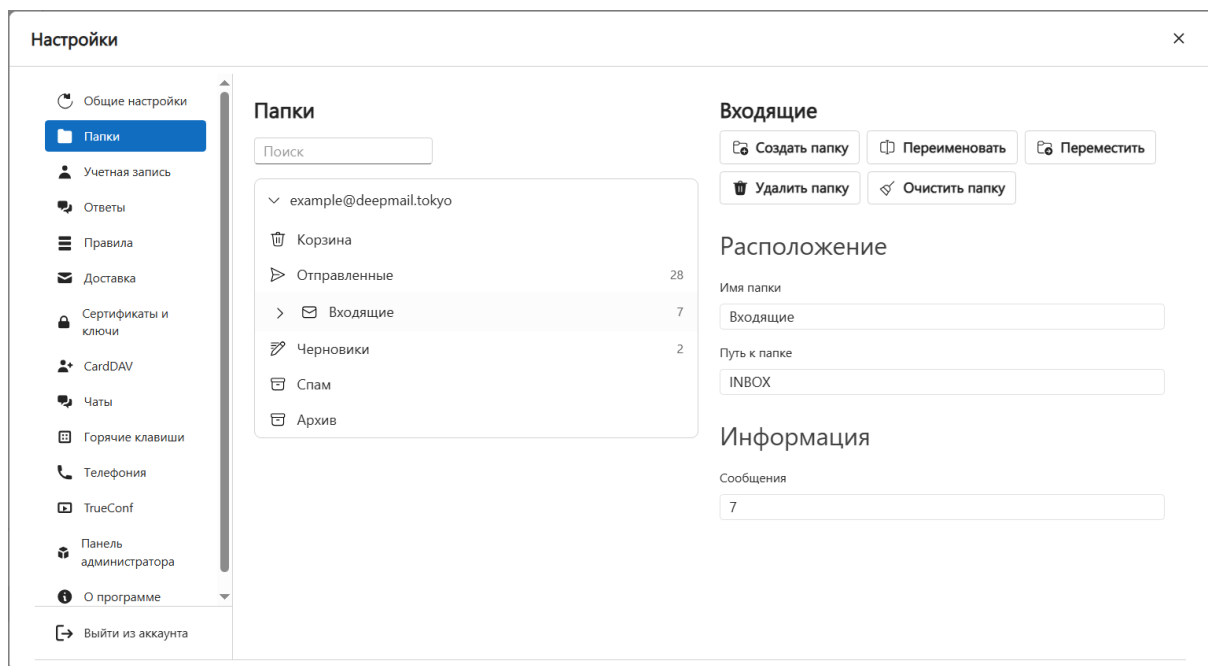 Настройки
Общие настройки
Папки
Учетная запись
Ответы
Правила
Доставка
Сертификаты и
ключи
CardDAV
Чаты
Горячие клавиши
Телефония
TrueConf
Панель
администратора
О программе
Выйти из аккаунта
Папки
Поиск
example@deepmail.tokyo
Корзина
Отправленные 28
Входящие 7
Черновики 2
Спам
Архив
Входящие
Создать папку Переименовать Переместить
Удалить папку Очистить папку
Расположение
Имя папки
Входящие
Путь к папке
INBOX
Информация
Сообщения
7